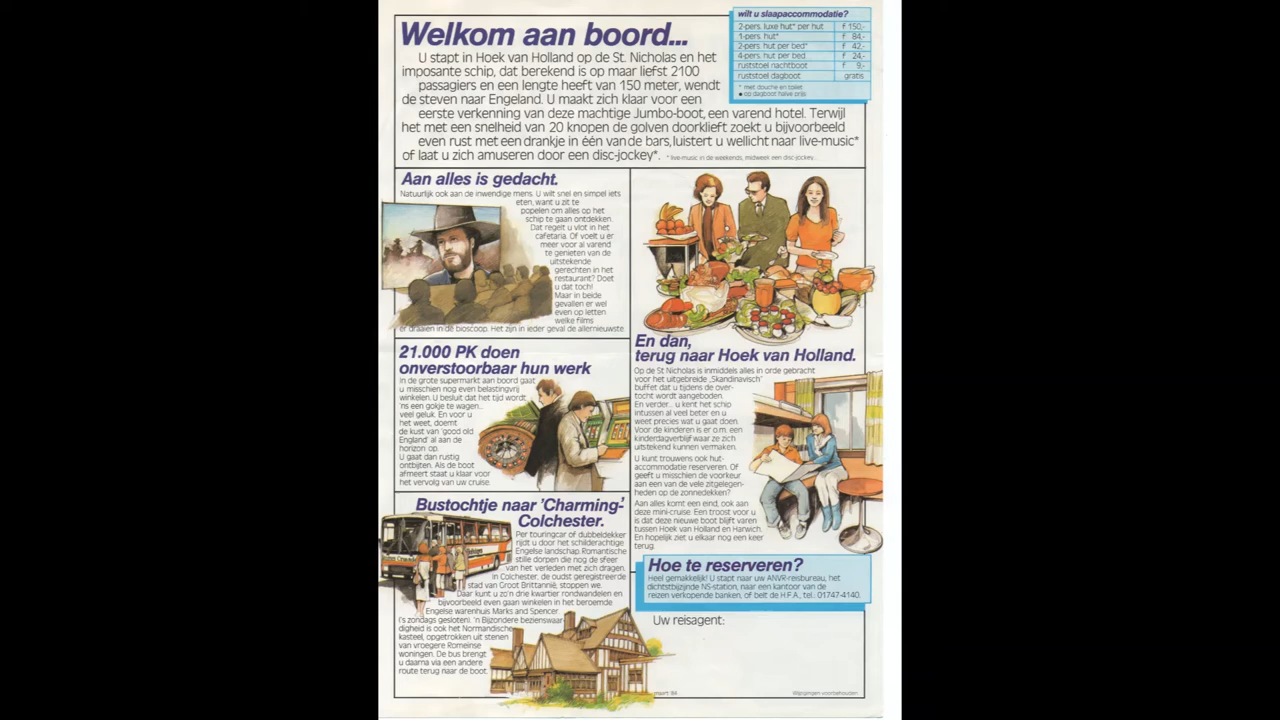 Welkom aan boord...
U stapt in Hoek van Holland op de St. Nicholas en het
imposante schip, dat berekend is op maar liefst 2100
passagiers en een lengte heeft van 150 meter, wendt
de steven naar Engeland. U maakt zich klaar voor een
eerste verkenning van deze machtige Jumbo-boot, een varend hotel. Terwijl
het met een snelheid van 20 knopen de golven doorklieft zoekt u bijvoorbeeld
even rust met een drankje in één van de bars, luistert u wellicht naar live-music*
of laat u zich amuseren door een disc-jockey*.
* live-music in de weekends, midweek een disc-jockey...
wilt u slaapaccommodatie?
2-pers. luxe hut* per hut f 150,-
1-pers. hut* f 84,-
2-pers. hut per bed* f 42,-
4-pers. hut per bed f 24,-
ruststoel nachtboot f 9,-
ruststoel dagboot gratis
* met douche en toilet
● op dagboot halve prijs
Aan alles is gedacht.
Natuurlijk ook aan de inwendige mens. U wilt snel en simpel iets
eten, want u zit te
popelen om alles op het
schip te gaan ontdekken.
Dat regelt u vlot in het
cafetaria. Of voelt u er
meer voor al varend
te genieten van de
uitstekende
gerechten in het
restaurant? Doet
u dat toch!
Maar in beide
gevallen er wel
even op letten
welke films
er draaien in de bioscoop. Het zijn in ieder geval de allernieuwste.
21.000 PK doen
onverstoorbaar hun werk
In de grote supermarkt aan boord gaat
u misschien nog even belastingvrij
winkelen. U besluit dat het tijd wordt
'ns een gokje te wagen...
veel geluk. En voor u
het weet, doemt
de kust van 'good old
England' al aan de
horizon op.
U gaat dan rustig
ontbijten. Als de boot
afmeert staat u klaar voor
het vervolg van uw cruise.
Bustochtje naar 'Charming'
Colchester.
Per touringcar of dubbeldekker
rijdt u door het schilderachtige
Engelse landschap. Romantische
stille dorpen die nog de sfeer
van het verleden met zich dragen.
in Colchester, de oudst geregistreerde
stad van Groot Brittannië, stoppen we.
Daar kunt u zo'n drie kwartier rondwandelen en
bijvoorbeeld even gaan winkelen in het beroemde
Engelse warenhuis Marks and Spencer
('s zondags gesloten). 'n Bijzondere bezienswaar-
digheid is ook het Normandische
kasteel, opgetrokken uit stenen
van vroegere Romeinse
woningen. De bus brengt
u daarna via een andere
route terug naar de boot.
En dan,
terug naar Hoek van Holland.
Op de St Nicholas is inmiddels alles in orde gebracht
voor het uitgebreide „Skandinavisch"
buffet dat u tijdens de over-
tocht wordt aangeboden.
En verder... u kent het schip
intussen al veel beter en u
weet precies wat u gaat doen.
Voor de kinderen is er o.m. een
kinderdagverblijf waar ze zich
uitstekend kunnen vermaken.
U kunt trouwens ook hut-
accommodatie reserveren. Of
geeft u misschien de voorkeur
aan een van de vele zitgelegen-
heden op de zonnedekken?
Aan alles komt een eind, ook aan
deze mini-cruise. Een troost voor u
is dat deze nieuwe boot blijft varen
tussen Hoek van Holland en Harwich.
En hopelijk ziet u elkaar nog een keer
terug.
Hoe te reserveren?
Heel gemakkelijk! U stapt naar uw ANVR-reisbureau, het
dichtstbijzijnde NS-station, naar een kantoor van de
reizen verkopende banken, of belt de H.F.A., tel.: 01747-4140.
Uw reisagent:
maart '84
Wijzigingen voorbehouden